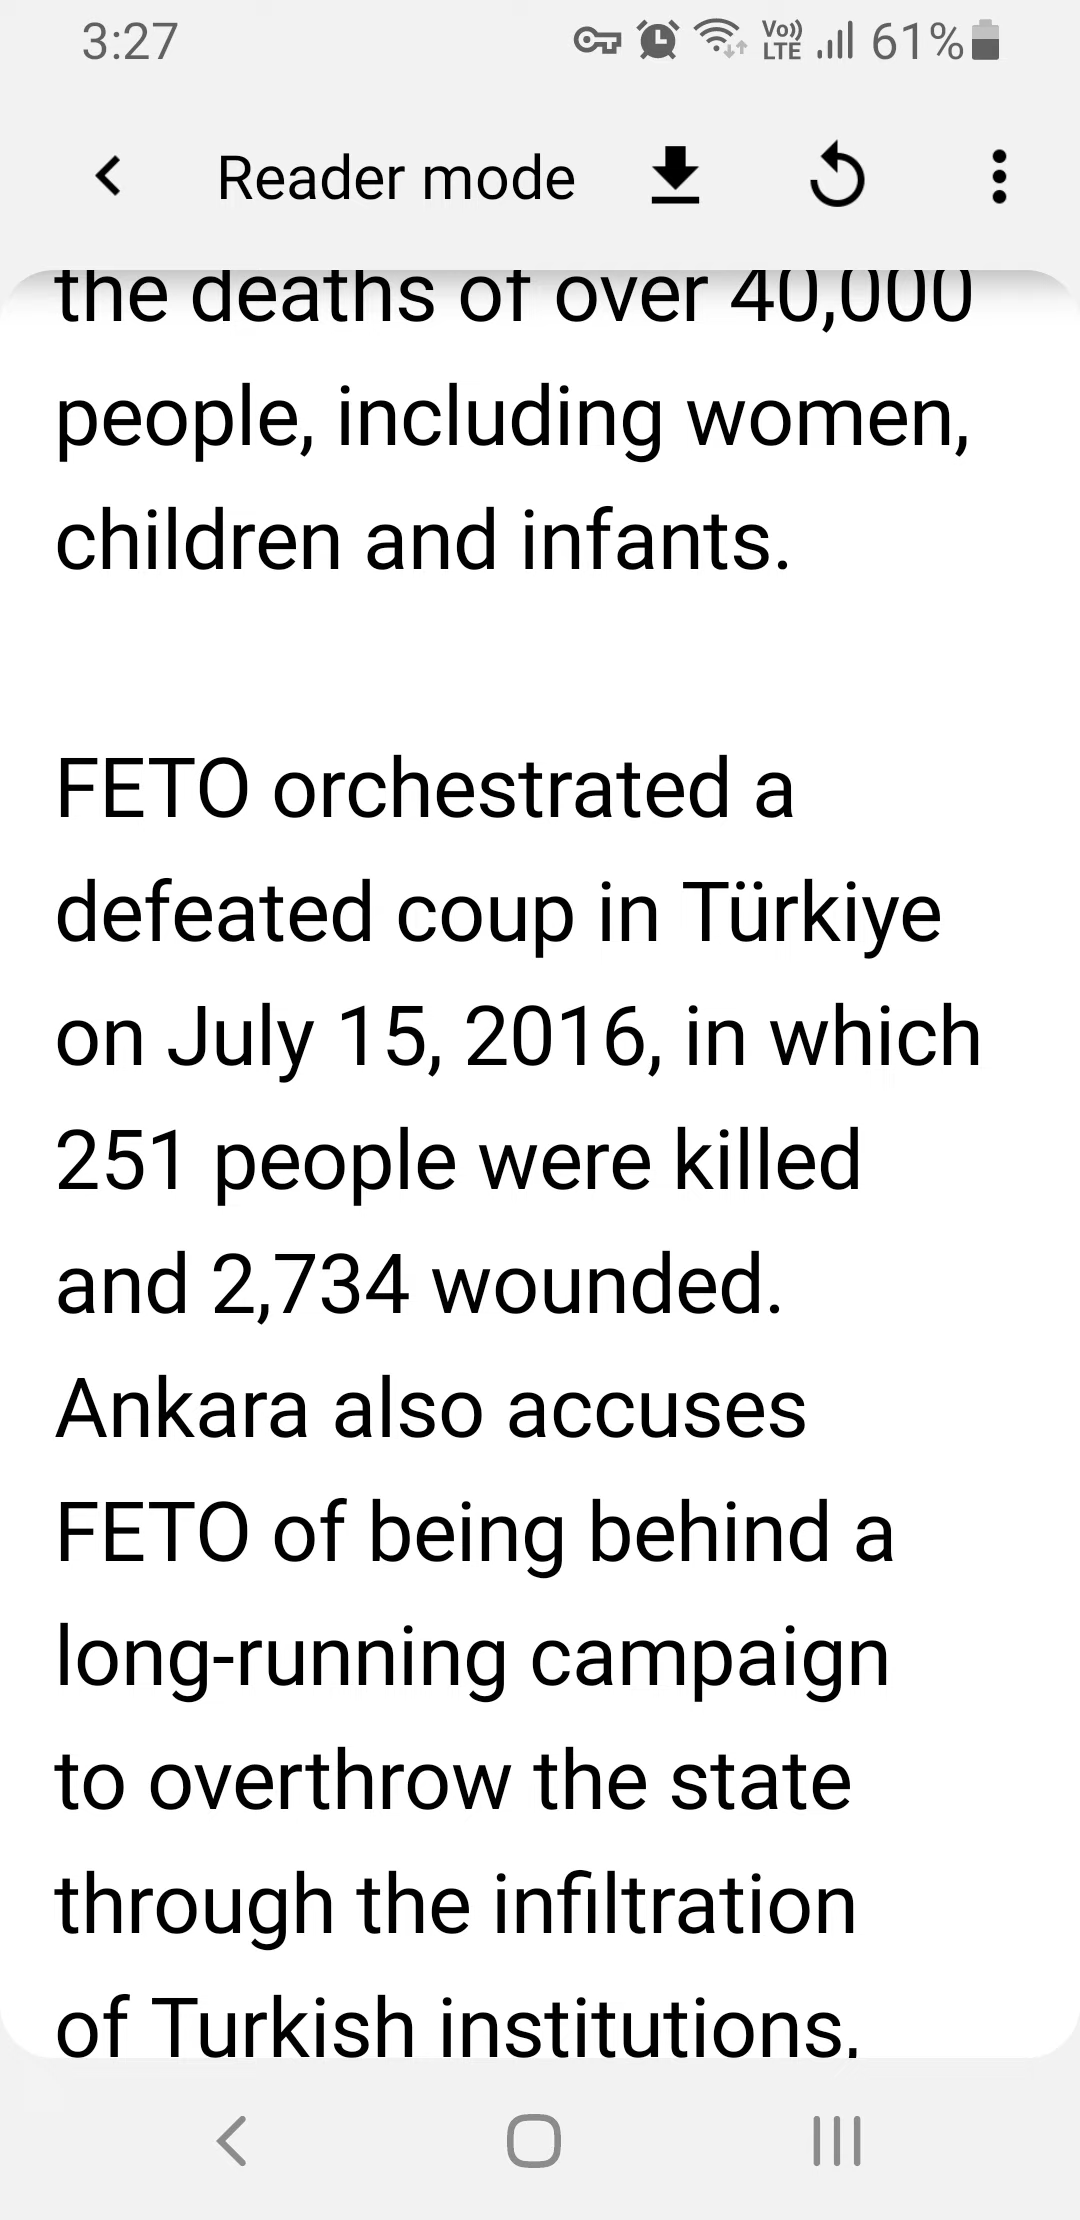 3:27 Vo)) LTE 61%
Reader mode
the deaths of over 40,000
people, including women,
children and infants.
FETO orchestrated a
defeated coup in Türkiye
on July 15, 2016, in which
251 people were killed
and 2,734 wounded.
Ankara also accuses
FETO of being behind a
long-running campaign
to overthrow the state
through the infiltration
of Turkish institutions,